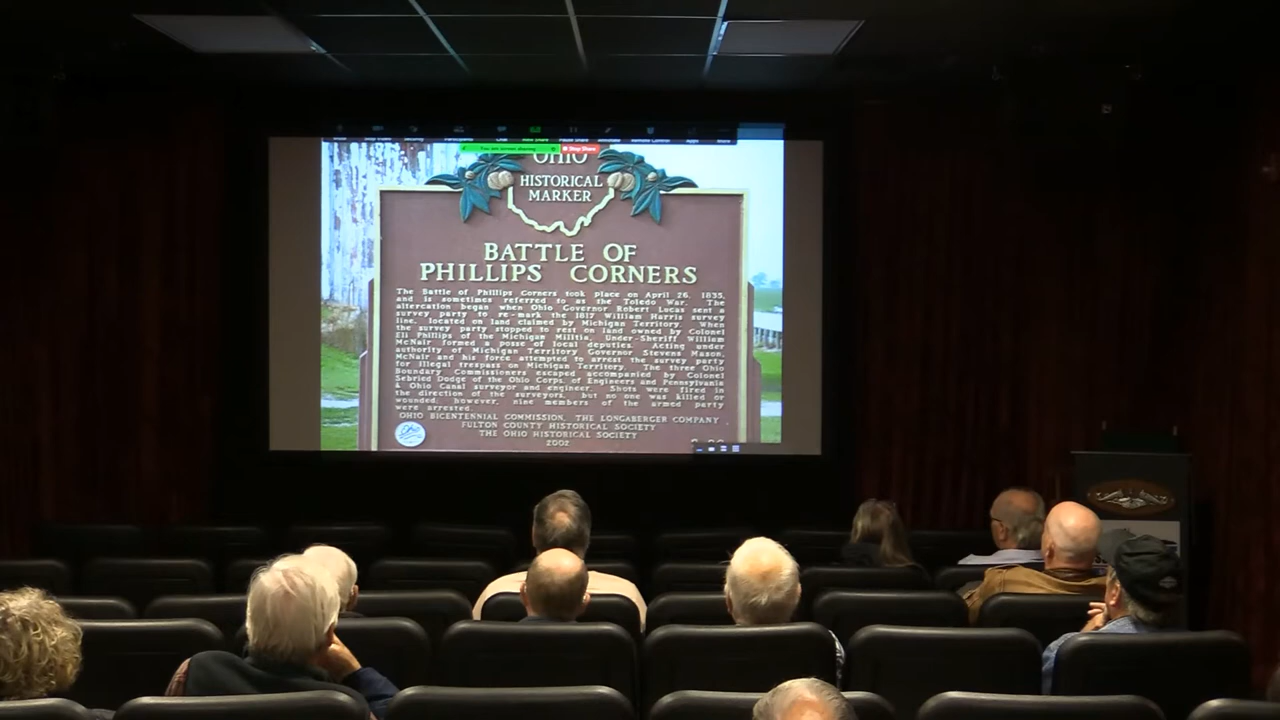 You are screen sharing Stop Share
OHIO
HISTORICAL
MARKER
BATTLE OF
PHILLIPS CORNERS
The Battle of Phillips Corners took place on April 26, 1835,
and is sometimes referred to as the Toledo War. The
altercation began when Ohio Governor Robert Lucas sent a
survey party to re-mark the 1817 William Harris survey
line, located on land claimed by Michigan Territory. When
the survey party stopped to rest on land owned by Colonel
Eli Phillips of the Michigan Militia, Under-Sheriff William
McNair formed a posse of local deputies. Acting under
authority of Michigan Territory Governor Stevens Mason,
McNair and his force attempted to arrest the survey party
for illegal trespass on Michigan Territory. The three Ohio
Boundary Commissioners escaped accompanied by Colonel
Sebried Dodge of the Ohio Corps. of Engineers and Pennsylvania
& Ohio Canal surveyor and engineer. Shots were fired in
the direction of the surveyors, but no one was killed or
wounded; however, nine members of the armed party
were arrested.
OHIO BICENTENNIAL COMMISSION, THE LONGABERGER COMPANY
FULTON COUNTY HISTORICAL SOCIETY
THE OHIO HISTORICAL SOCIETY
2002
Ohio